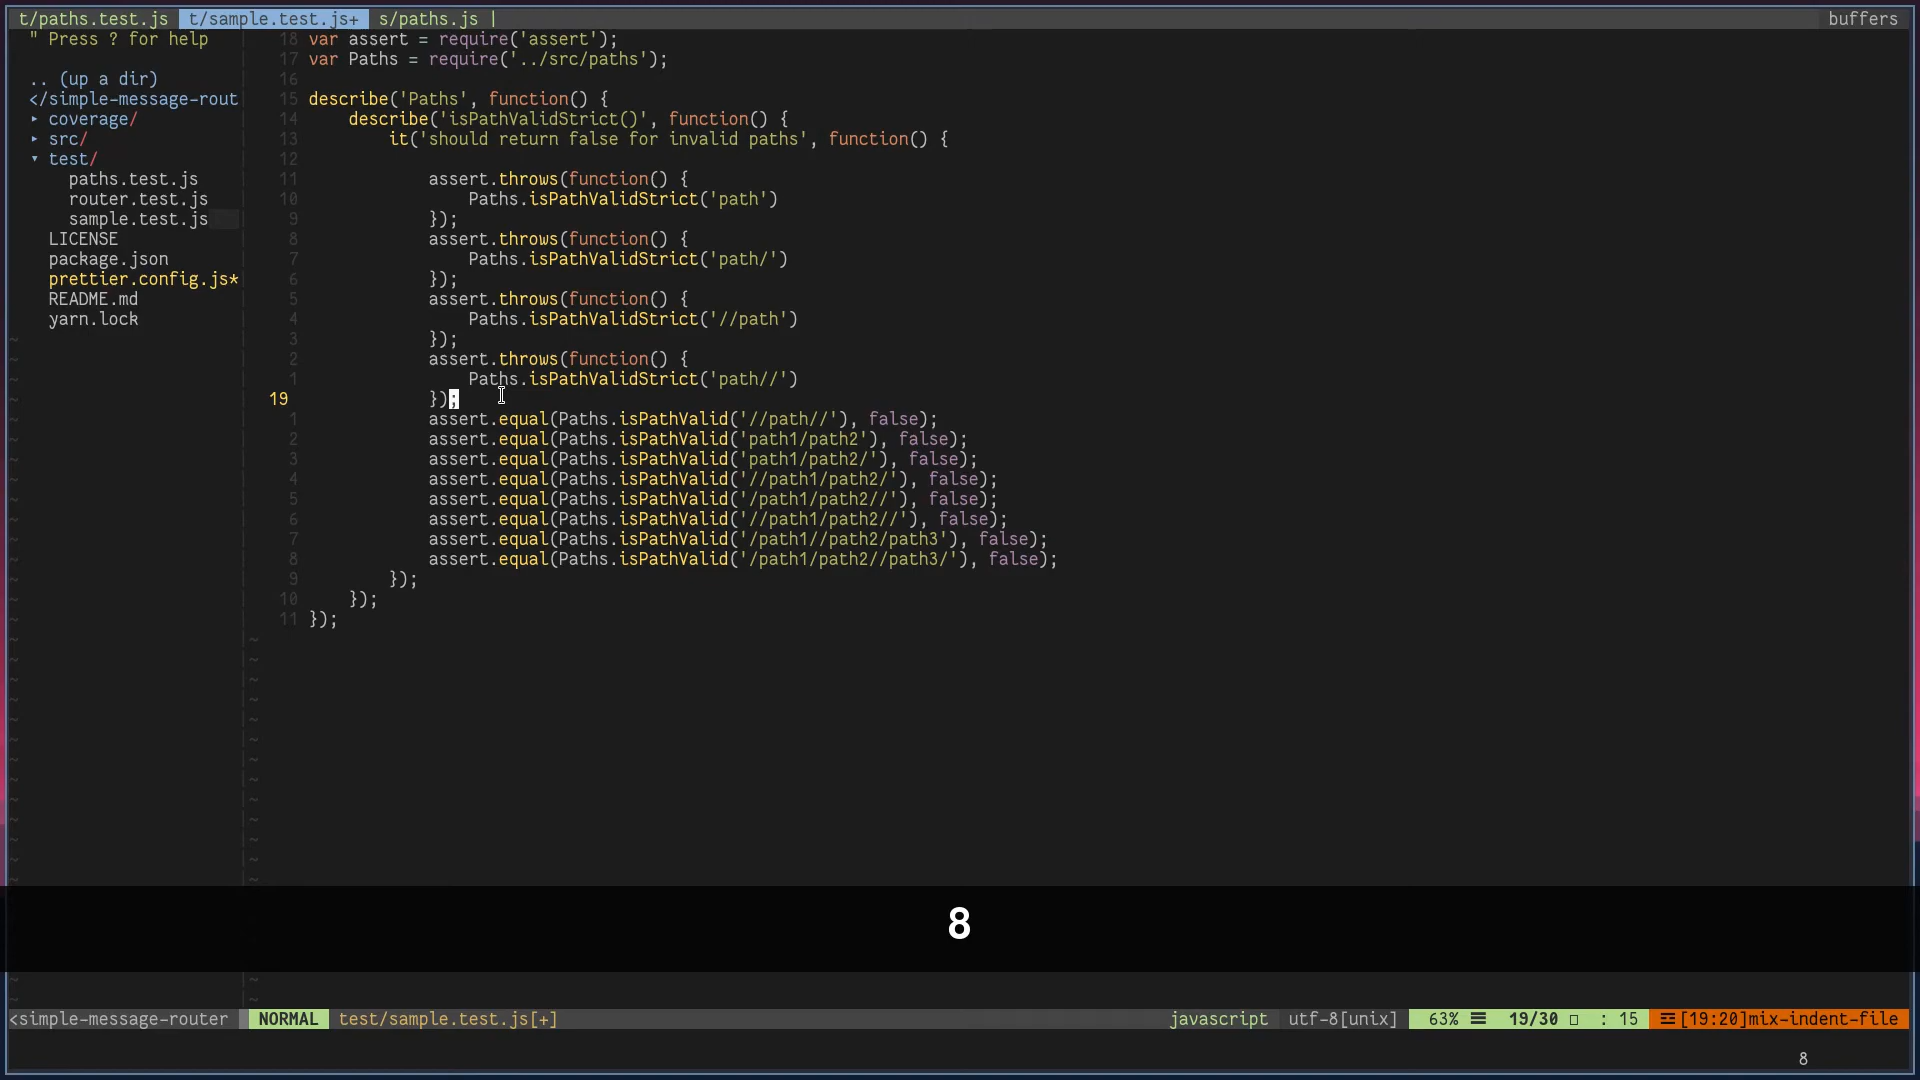 t/paths.test.js  t/sample.test.js+  s/paths.js |  buffers
" Press ? for help
.. (up a dir)
</simple-message-rout
▸ coverage/
▸ src/
▾ test/
paths.test.js
router.test.js
sample.test.js
LICENSE
package.json
prettier.config.js*
README.md
yarn.lock
18 var assert = require('assert');
17 var Paths = require('../src/paths');
16
15 describe('Paths', function() {
14     describe('isPathValidStrict()', function() {
13         it('should return false for invalid paths', function() {
12
11             assert.throws(function() {
10                 Paths.isPathValidStrict('path')
9             });
8             assert.throws(function() {
7                 Paths.isPathValidStrict('path/')
6             });
5             assert.throws(function() {
4                 Paths.isPathValidStrict('//path')
3             });
2             assert.throws(function() {
1                 Paths.isPathValidStrict('path//')
19             });
1             assert.equal(Paths.isPathValid('//path//'), false);
2             assert.equal(Paths.isPathValid('path1/path2'), false);
3             assert.equal(Paths.isPathValid('path1/path2/'), false);
4             assert.equal(Paths.isPathValid('//path1/path2/'), false);
5             assert.equal(Paths.isPathValid('/path1/path2//'), false);
6             assert.equal(Paths.isPathValid('//path1/path2//'), false);
7             assert.equal(Paths.isPathValid('/path1//path2/path3'), false);
8             assert.equal(Paths.isPathValid('/path1/path2//path3/'), false);
9         });
10     });
11 });
8
<simple-message-router  NORMAL  test/sample.test.js[+]  javascript  utf-8[unix]  63% ☰ 19/30 □ : 15  ☲[19:20]mix-indent-file
8